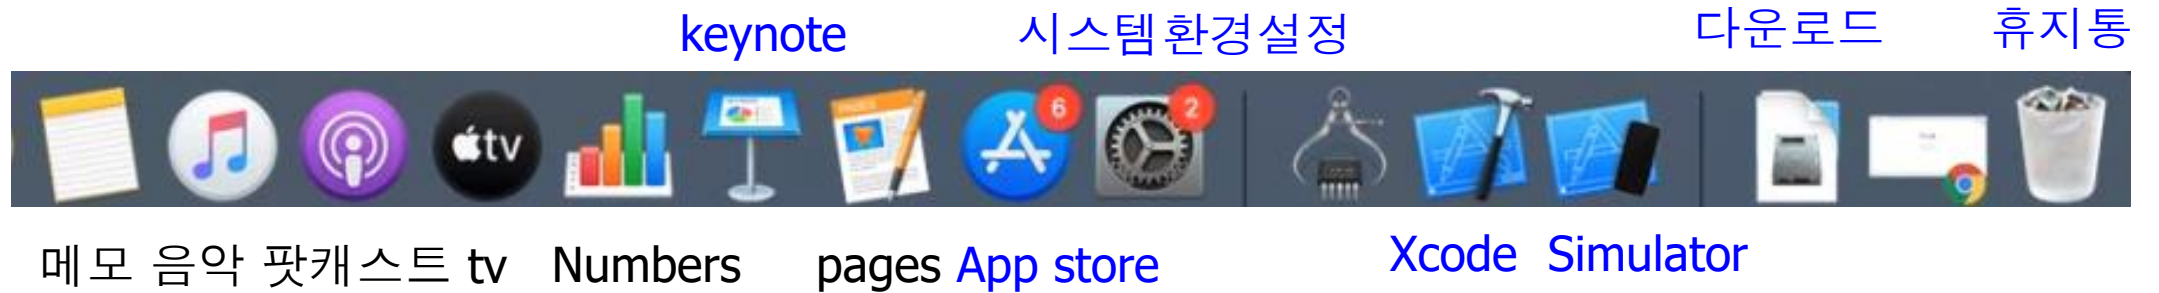 keynote 시스템환경설정 다운로드 휴지통
PAGES 6 2
tv
메모 음악 팟캐스트 tv Numbers pages App store Xcode Simulator